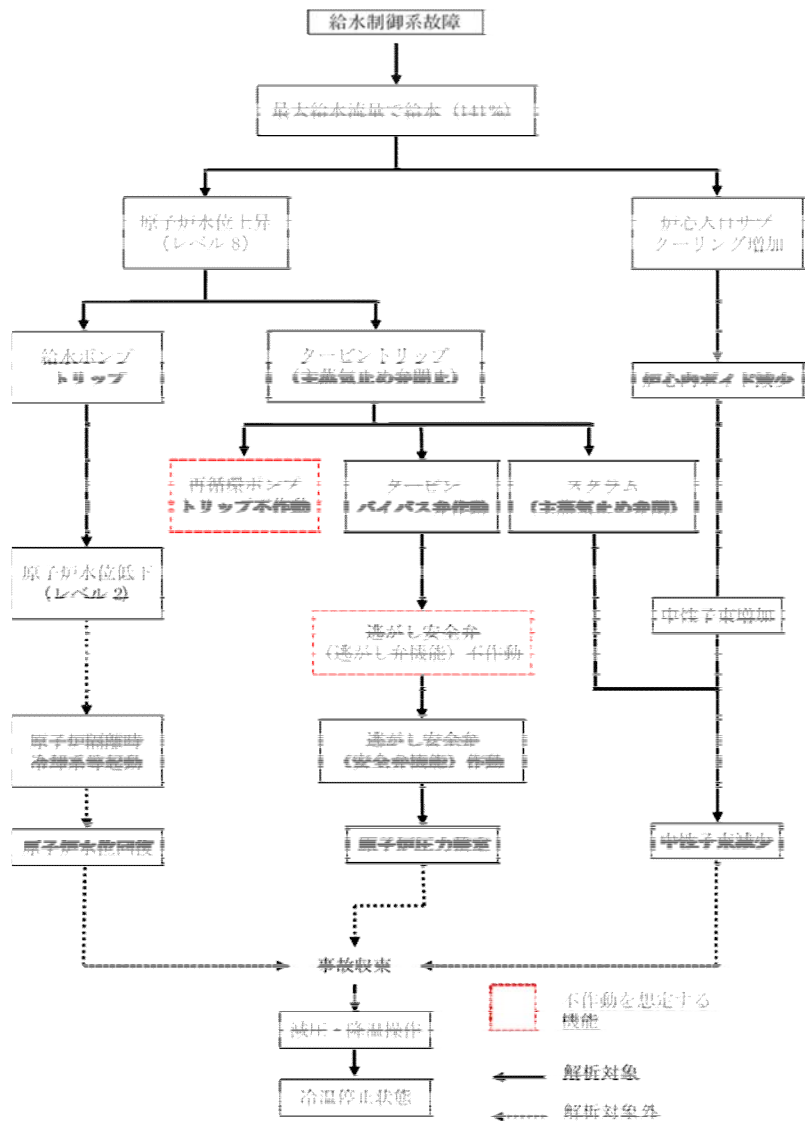 給水制御系故障
最大給水流量で給水（141%）
原子炉水位上昇
（レベル 8）
炉心入口サブ
クーリング増加
給水ポンプ
トリップ
タービントリップ
（主蒸気止め弁閉止）
炉心内ボイド減少
再循環ポンプ
トリップ不作動
タービン
バイパス弁作動
スクラム
（主蒸気止め弁閉）
原子炉水位低下
（レベル 2）
中性子束増加
逃がし安全弁
（逃がし弁機能）不作動
原子炉隔離時
冷却系等起動
逃がし安全弁
（安全弁機能）作動
原子炉水位回復
原子炉圧力整定
中性子束減少
事故収束
不作動を想定する
機能
減圧・降温操作
解析対象
冷温停止状態
解析対象外